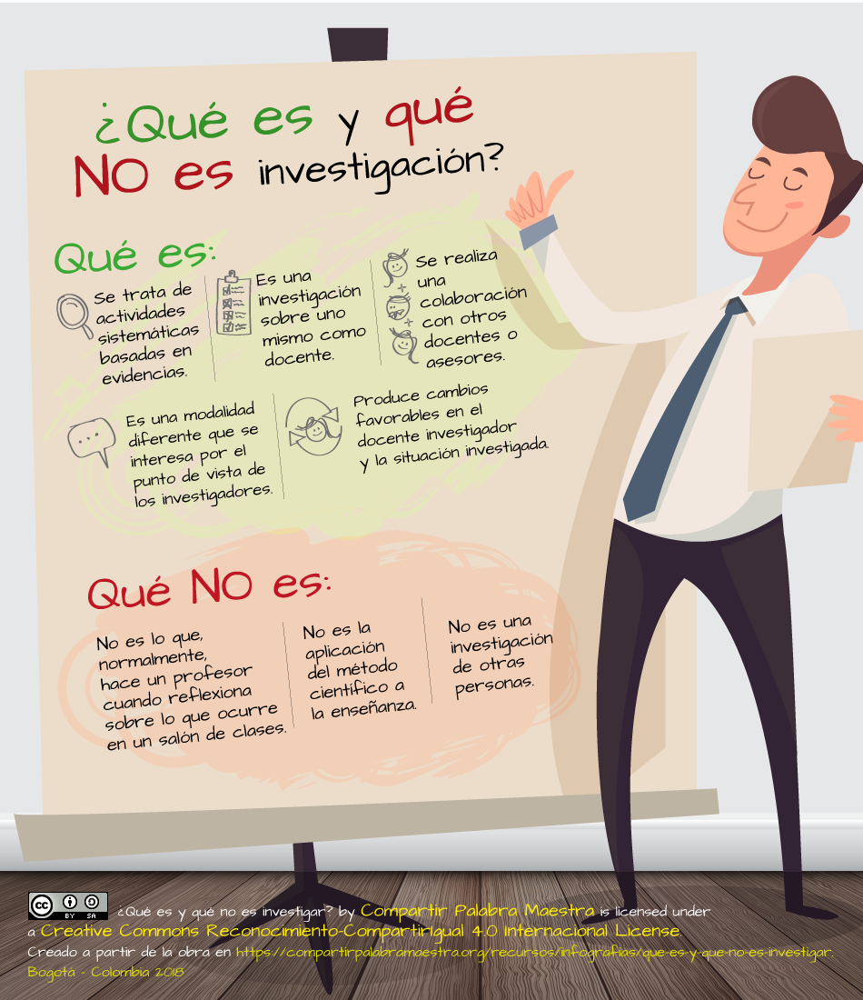 ¿Qué es y qué
NO es investigación?
Qué es:
Se trata de
actividades
sistemáticas
basadas en
evidencias.
Es una
investigación
sobre uno
mismo como
docente.
Se realiza
una
colaboración
con otros
docentes o
asesores.
Es una modalidad
diferente que se
interesa por el
punto de vista de
los investigadores.
Produce cambios
favorables en el
docente investigador
y la situación investigada.
Qué NO es:
No es lo que,
normalmente,
hace un profesor
cuando reflexiona
sobre lo que ocurre
en un salón de clases.
No es la
aplicación
del método
científico a
la enseñanza.
No es una
investigación
de otras
personas.
cc BY SA
¿Qué es y qué no es investigar? by Compartir Palabra Maestra is licensed under
a Creative Commons Reconocimiento-CompartirIgual 4.0 Internacional License.
Creado a partir de la obra en https://compartirpalabramaestra.org/recursos/infografias/que-es-y-que-no-es-investigar.
Bogotá - Colombia 2018